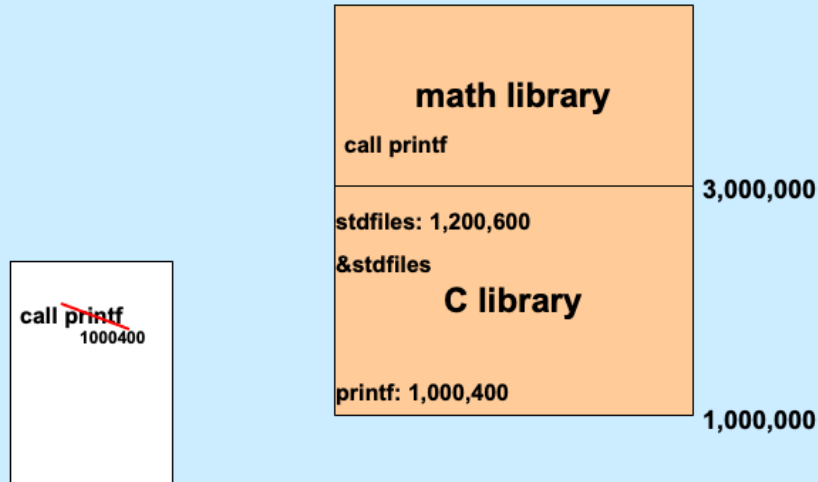 math library
call printf
3,000,000
stdfiles: 1,200,600
&stdfiles
C library
call printf
1000400
printf: 1,000,400
1,000,000